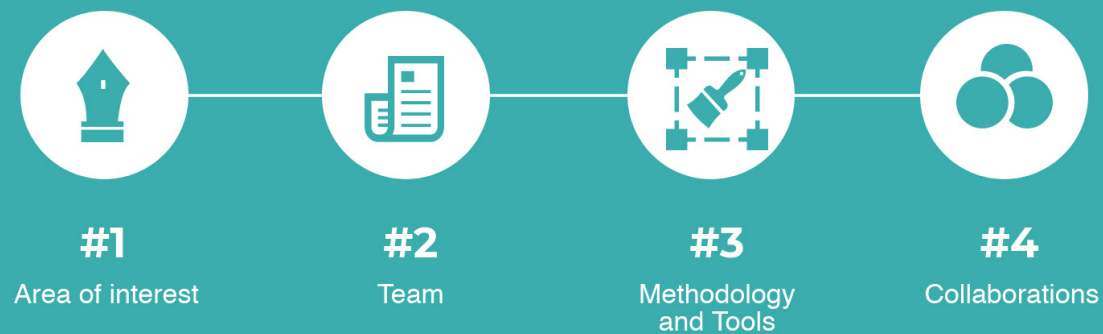 #1
Area of interest
#2
Team
#3
Methodology
and Tools
#4
Collaborations